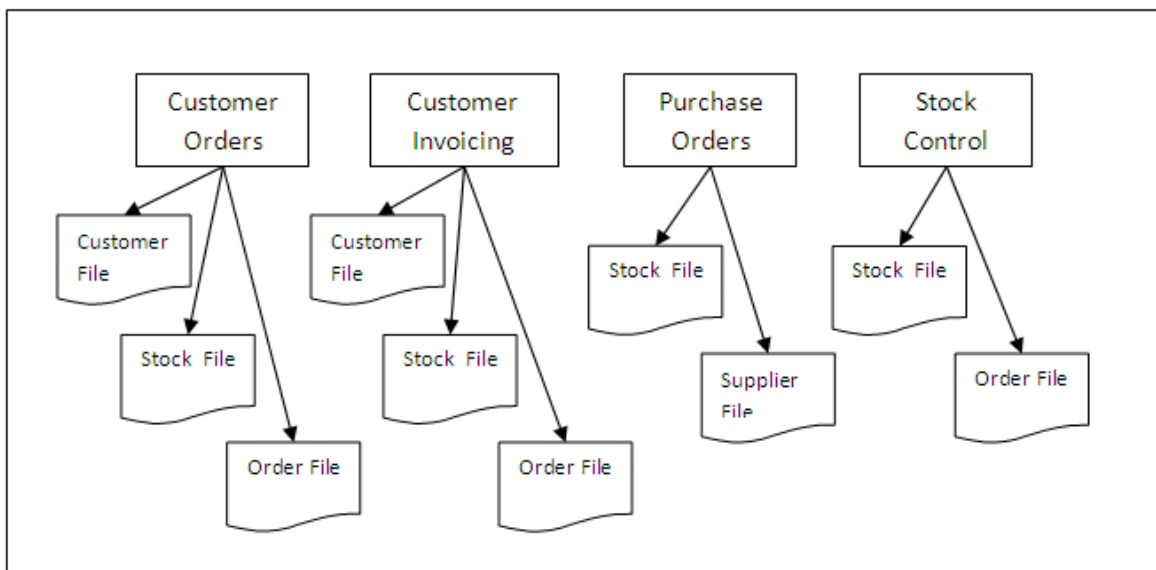 Customer
Orders
Customer
Invoicing
Purchase
Orders
Stock
Control
Customer
File
Stock File
Order File
Customer
File
Stock File
Order File
Stock File
Supplier
File
Stock File
Order File